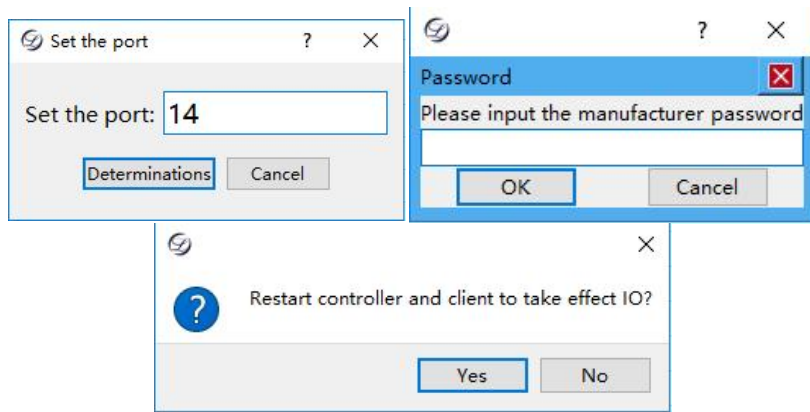 Set the port
?
Set the port: 14
Determinations Cancel
?
Password
Please input the manufacturer password
OK Cancel
Restart controller and client to take effect IO?
Yes No